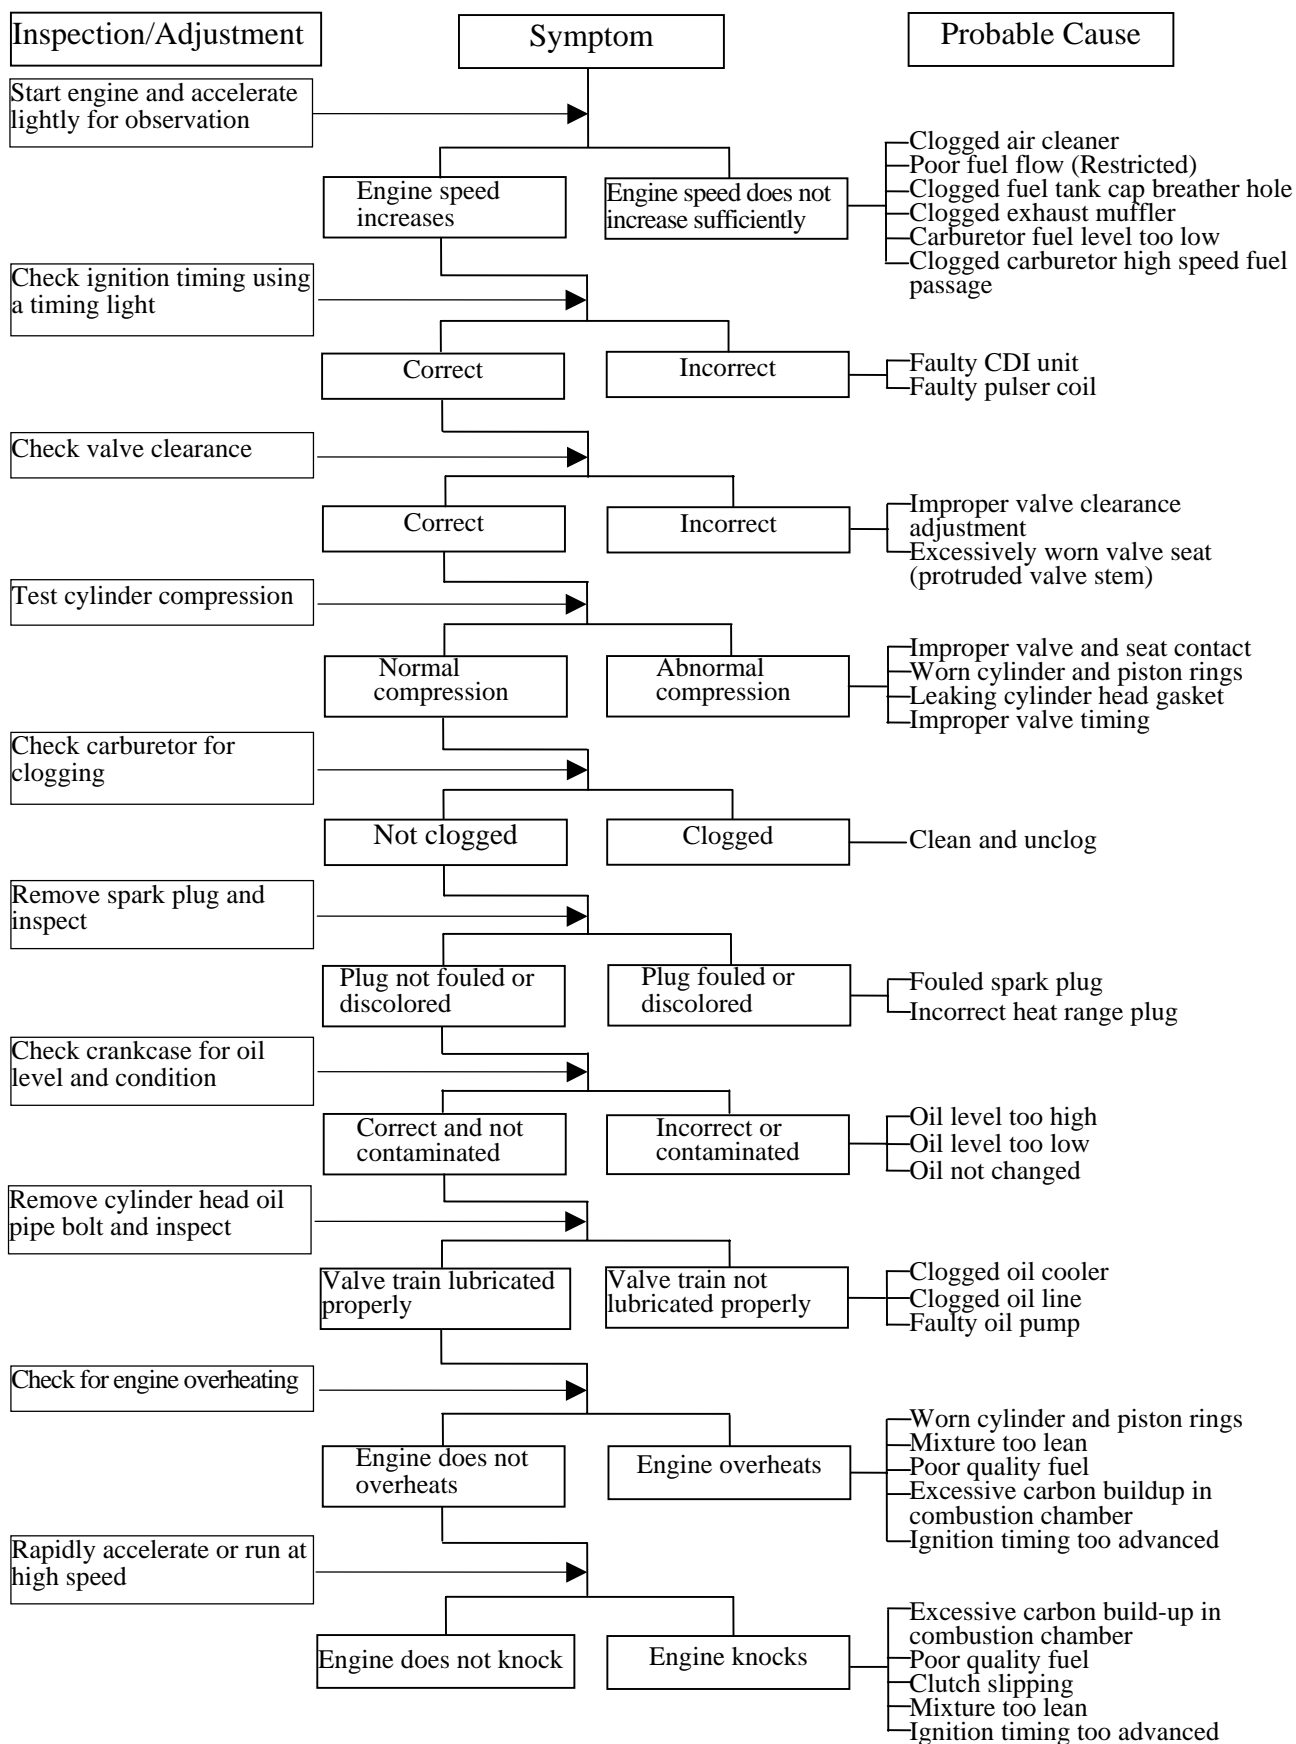 Inspection/Adjustment
Symptom
Probable Cause
Start engine and accelerate
lightly for observation
Engine speed
increases
Engine speed does not
increase sufficiently
Clogged air cleaner
Poor fuel flow (Restricted)
Clogged fuel tank cap breather hole
Clogged exhaust muffler
Carburetor fuel level too low
Clogged carburetor high speed fuel
passage
Check ignition timing using
a timing light
Correct
Incorrect
Faulty CDI unit
Faulty pulser coil
Check valve clearance
Correct
Incorrect
Improper valve clearance
adjustment
Excessively worn valve seat
(protruded valve stem)
Test cylinder compression
Normal
compression
Abnormal
compression
Improper valve and seat contact
Worn cylinder and piston rings
Leaking cylinder head gasket
Improper valve timing
Check carburetor for
clogging
Not clogged
Clogged
Clean and unclog
Remove spark plug and
inspect
Plug not fouled or
discolored
Plug fouled or
discolored
Fouled spark plug
Incorrect heat range plug
Check crankcase for oil
level and condition
Correct and not
contaminated
Incorrect or
contaminated
Oil level too high
Oil level too low
Oil not changed
Remove cylinder head oil
pipe bolt and inspect
Valve train lubricated
properly
Valve train not
lubricated properly
Clogged oil cooler
Clogged oil line
Faulty oil pump
Check for engine overheating
Engine does not
overheats
Engine overheats
Worn cylinder and piston rings
Mixture too lean
Poor quality fuel
Excessive carbon buildup in
combustion chamber
Ignition timing too advanced
Rapidly accelerate or run at
high speed
Engine does not knock
Engine knocks
Excessive carbon build-up in
combustion chamber
Poor quality fuel
Clutch slipping
Mixture too lean
Ignition timing too advanced